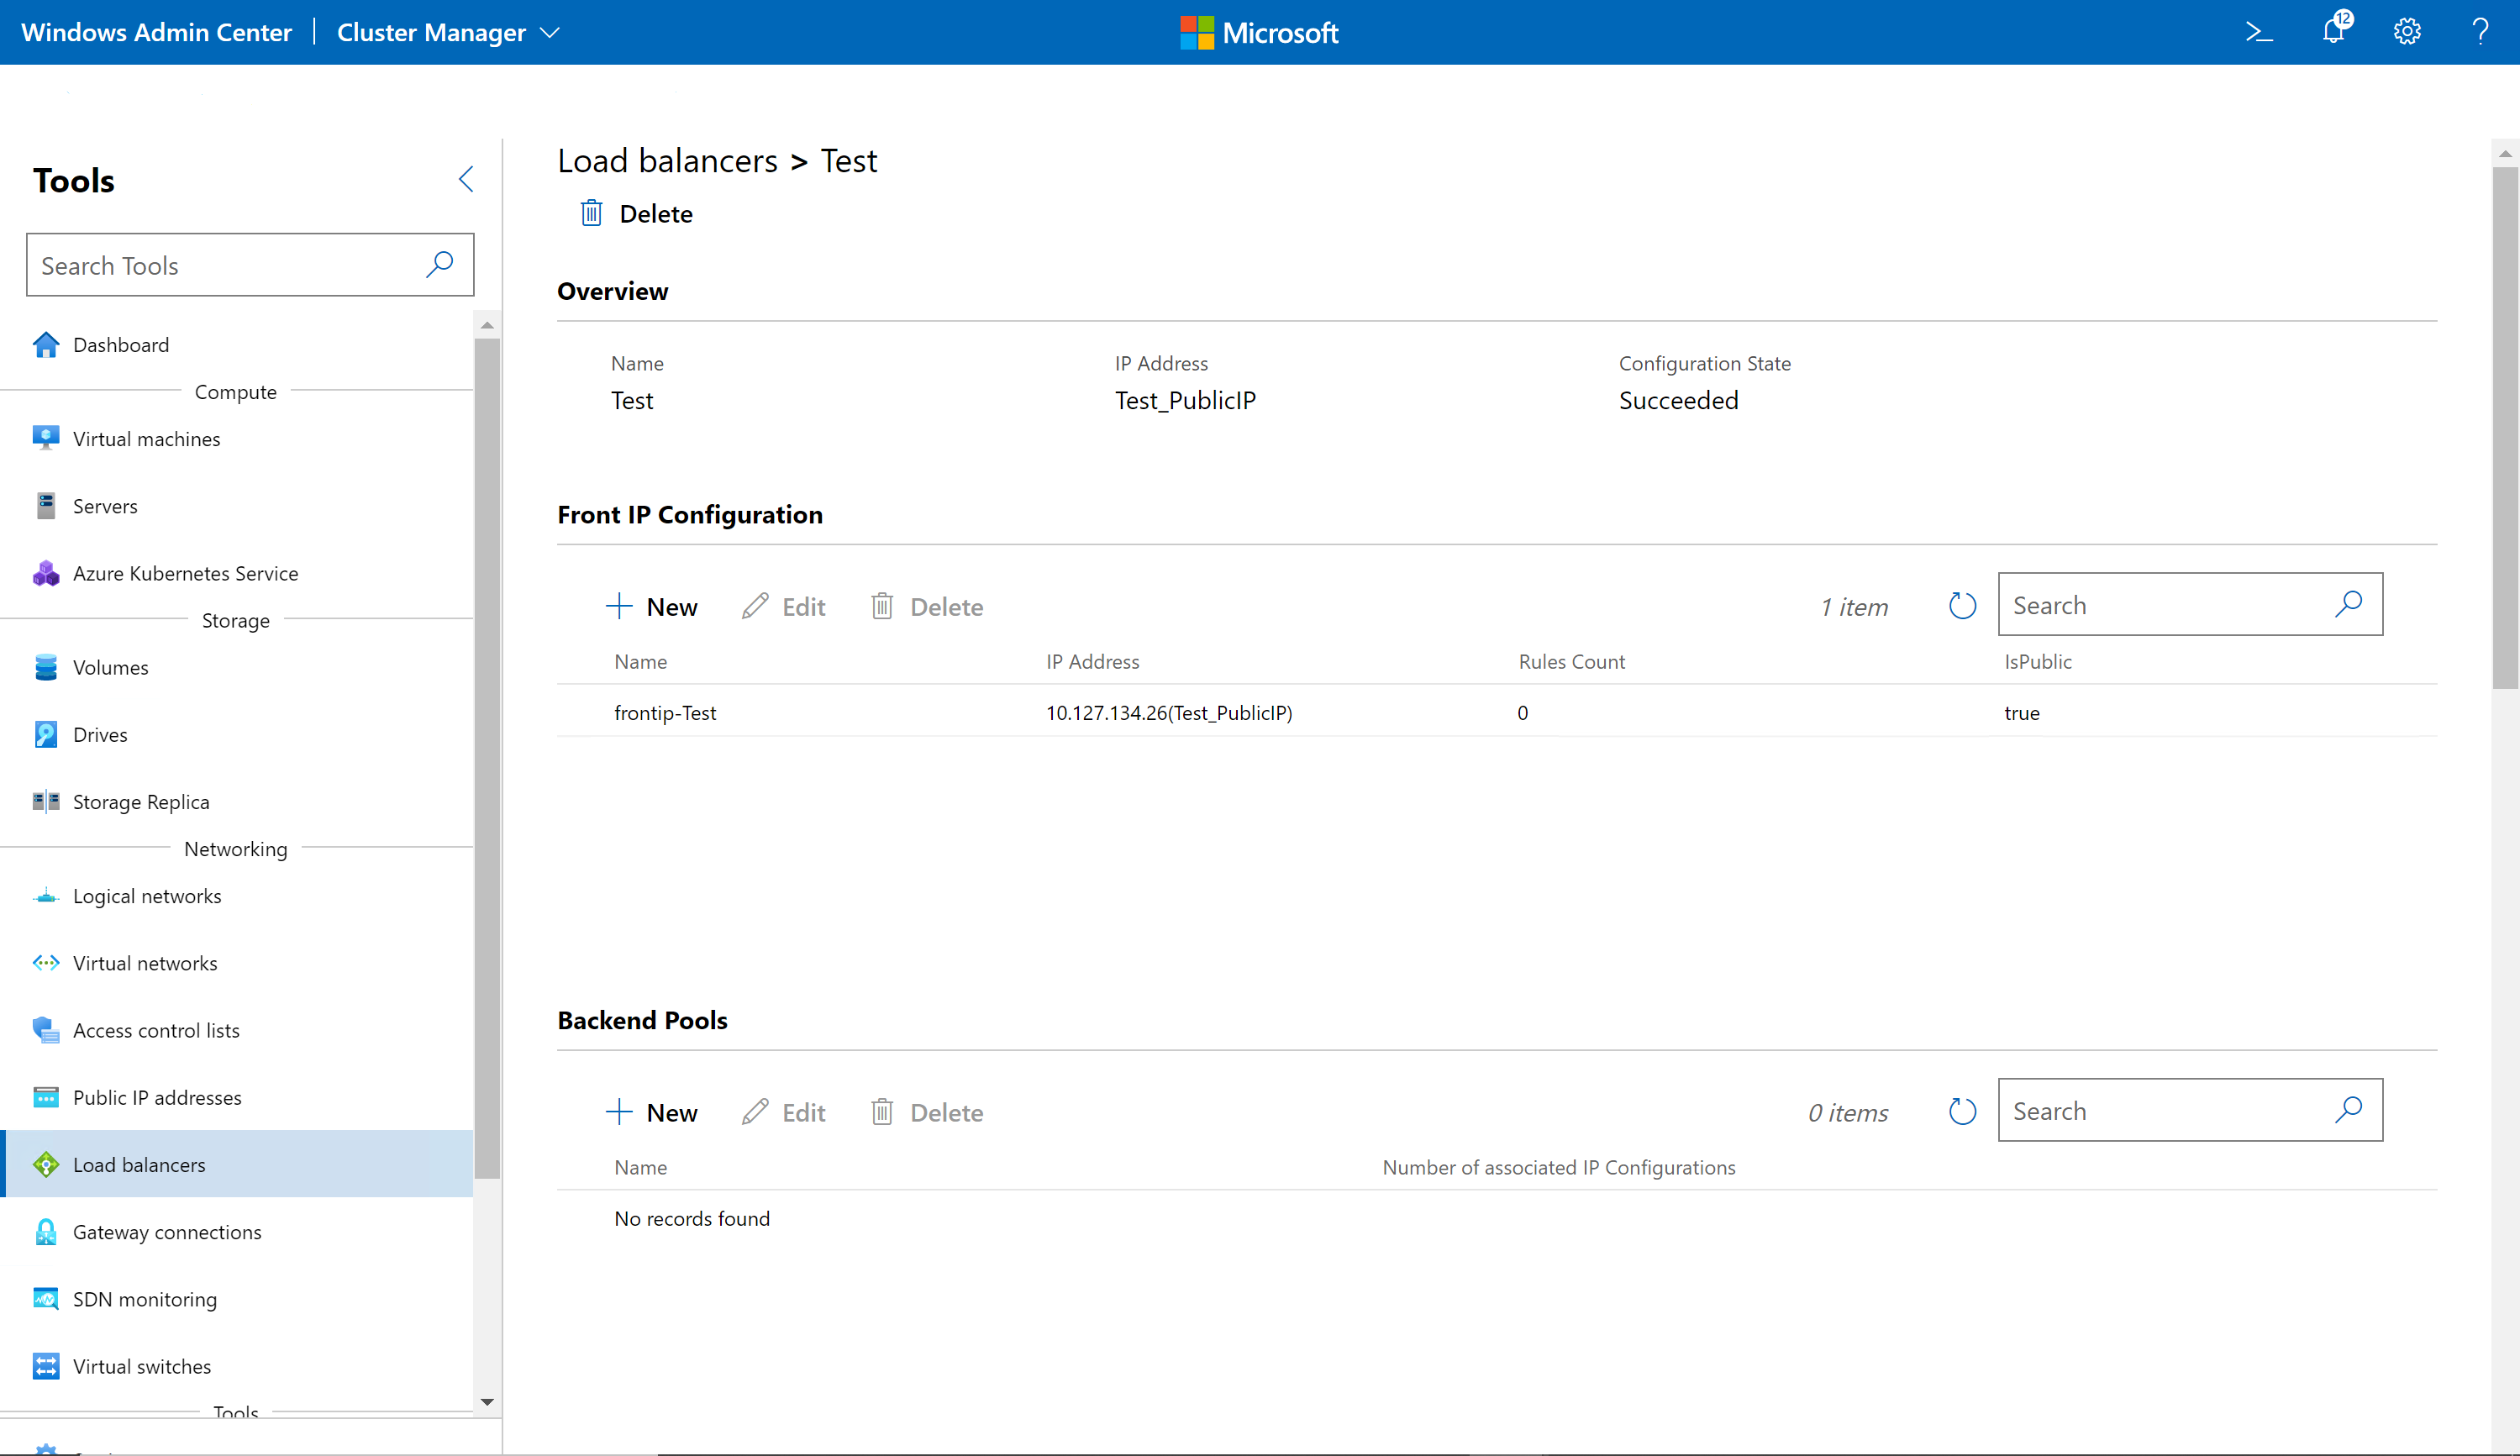 Windows Admin Center | Cluster Manager
Microsoft
12
Tools
Search Tools
Dashboard
Compute
Virtual machines
Servers
Azure Kubernetes Service
Storage
Volumes
Drives
Storage Replica
Networking
Logical networks
Virtual networks
Access control lists
Public IP addresses
Load balancers
Gateway connections
SDN monitoring
Virtual switches
Tools
Load balancers > Test
Delete
Overview
Name IP Address Configuration State
Test Test_PublicIP Succeeded
Front IP Configuration
New Edit Delete 1 item Search
Name IP Address Rules Count IsPublic
frontip-Test 10.127.134.26(Test_PublicIP) 0 true
Backend Pools
New Edit Delete 0 items Search
Name Number of associated IP Configurations
No records found